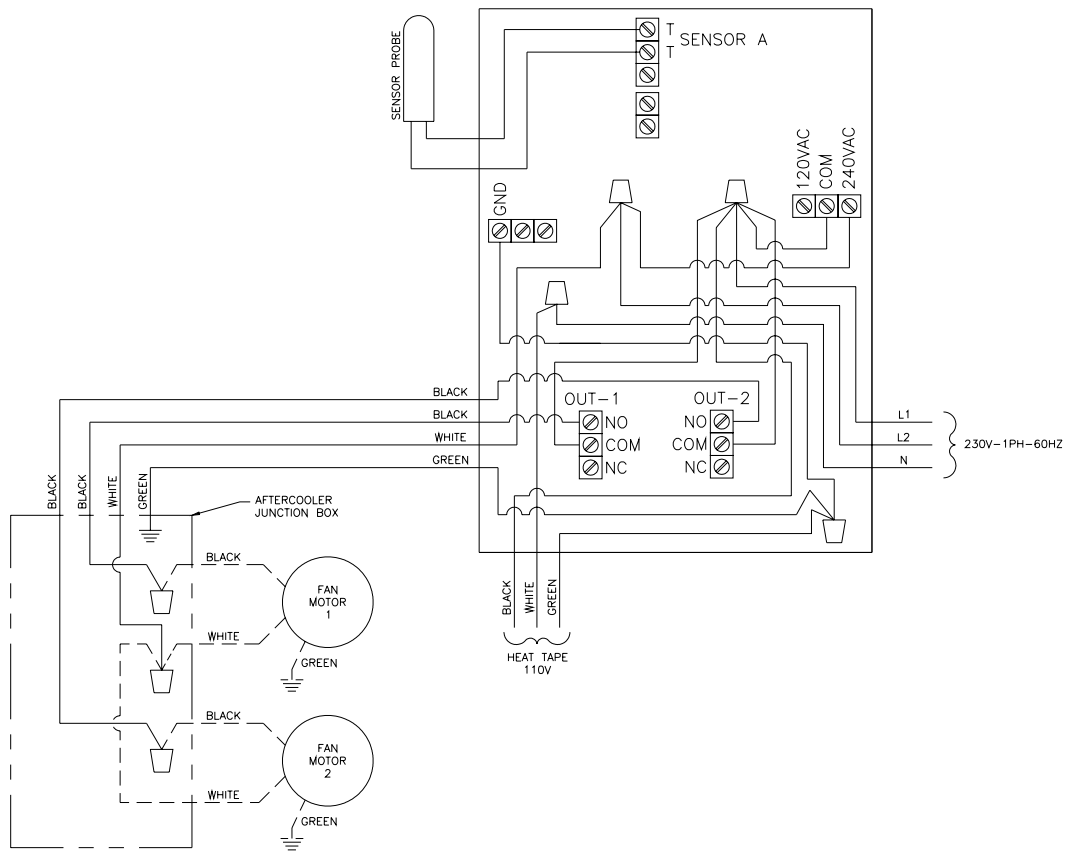 SENSOR PROBE
T
SENSOR A
T
120VAC
COM
240VAC
GND
BLACK
OUT-1
OUT-2
BLACK
NO
NO
L1
WHITE
COM
COM
L2
230V-1PH-60HZ
GREEN
NC
NC
N
BLACK
BLACK
WHITE
GREEN
AFTERCOOLER
JUNCTION BOX
BLACK
FAN
MOTOR
1
BLACK
WHITE
GREEN
WHITE
GREEN
HEAT TAPE
110V
BLACK
FAN
MOTOR
2
WHITE
GREEN